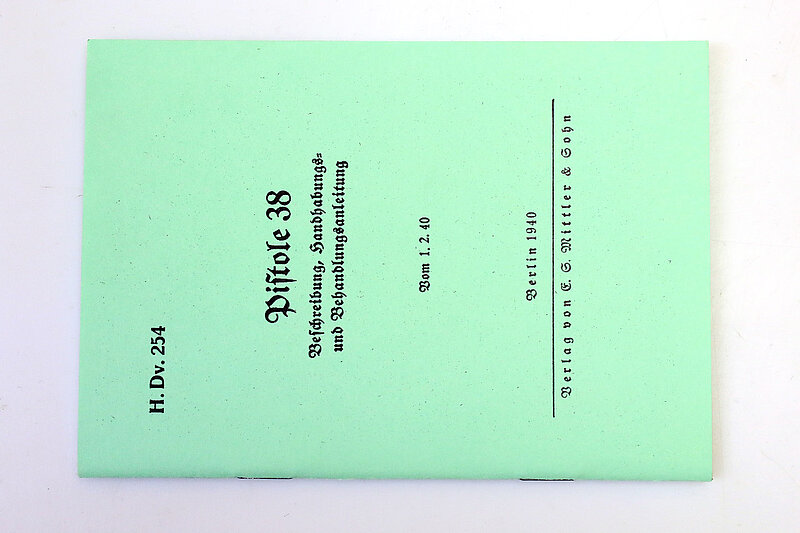 H. Dv. 254
Piſtole 38
Beſchreibung, Handhabungs-
und Behandlungsanleitung
Vom 1. 2. 40
Berlin 1940
Verlag von E. S. Mittler & Sohn